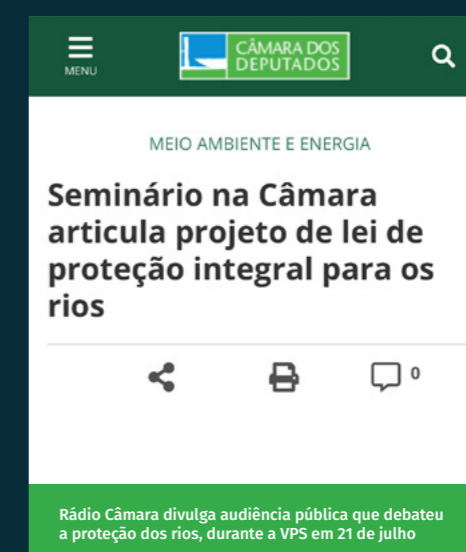 MENU
CÂMARA DOS
DEPUTADOS
MEIO AMBIENTE E ENERGIA
Seminário na Câmara
articula projeto de lei de
proteção integral para os
rios
0
Rádio Câmara divulga audiência pública que debateu
a proteção dos rios, durante a VPS em 21 de julho